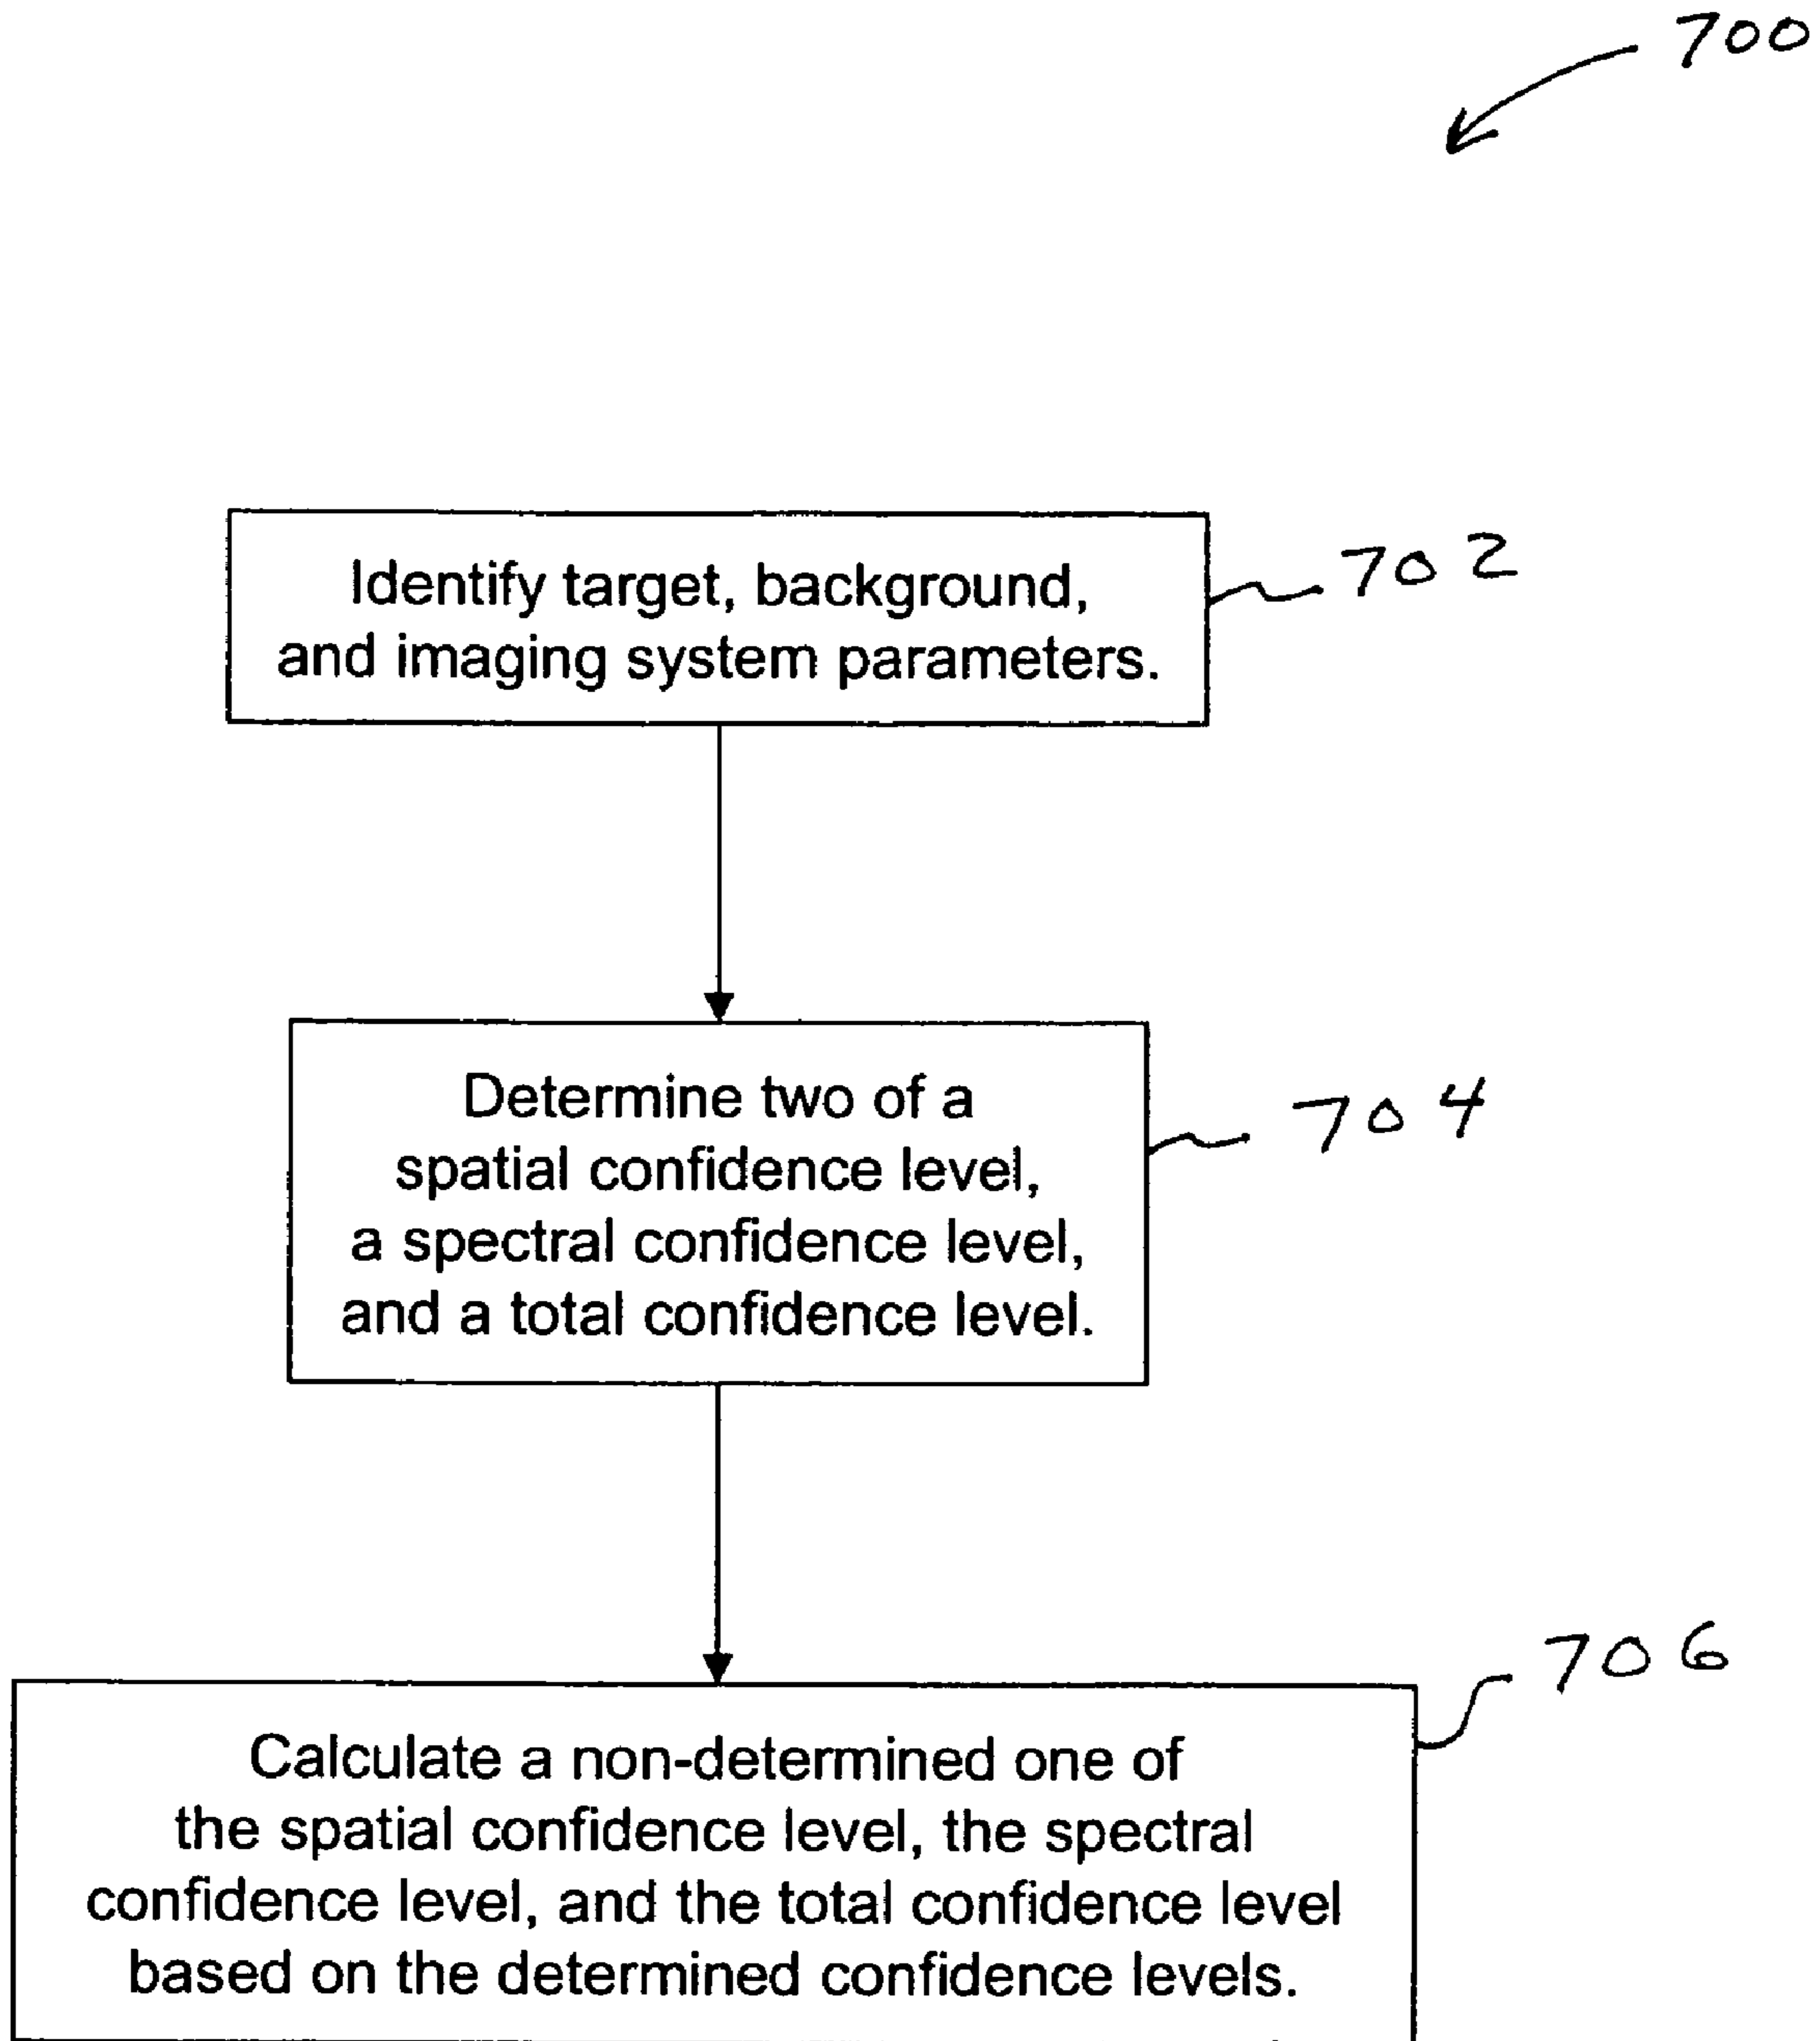 700
Identify target, background,
and imaging system parameters.
702
Determine two of a
spatial confidence level,
a spectral confidence level,
and a total confidence level.
704
Calculate a non-determined one of
the spatial confidence level, the spectral
confidence level, and the total confidence level
based on the determined confidence levels.
706